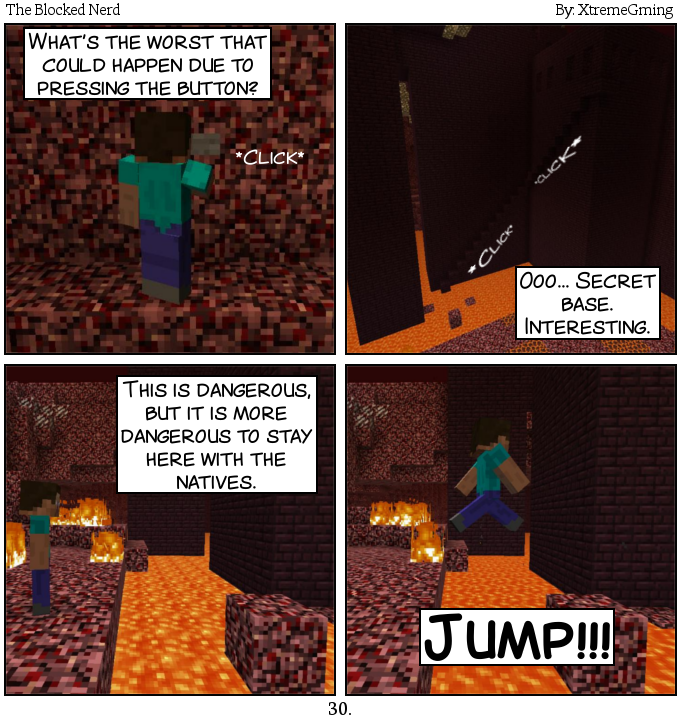 The Blocked Nerd
By: XtremeGming
What's the worst that
could happen due to
pressing the button?
*Click*
*Click*
*Click*
Ooo... Secret
base.
Interesting.
This is dangerous,
but it is more
dangerous to stay
here with the
natives.
Jump!!!
30.